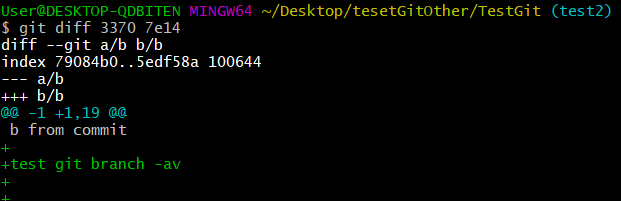 User@DESKTOP-QDBITEN MINGW64 ~/Desktop/tesetGitOther/TestGit (test2)
$ git diff 3370 7e14
diff --git a/b b/b
index 79084b0..5edf58a 100644
--- a/b
+++ b/b
@@ -1 +1,19 @@
 b from commit
+
+test git branch -av
+
+